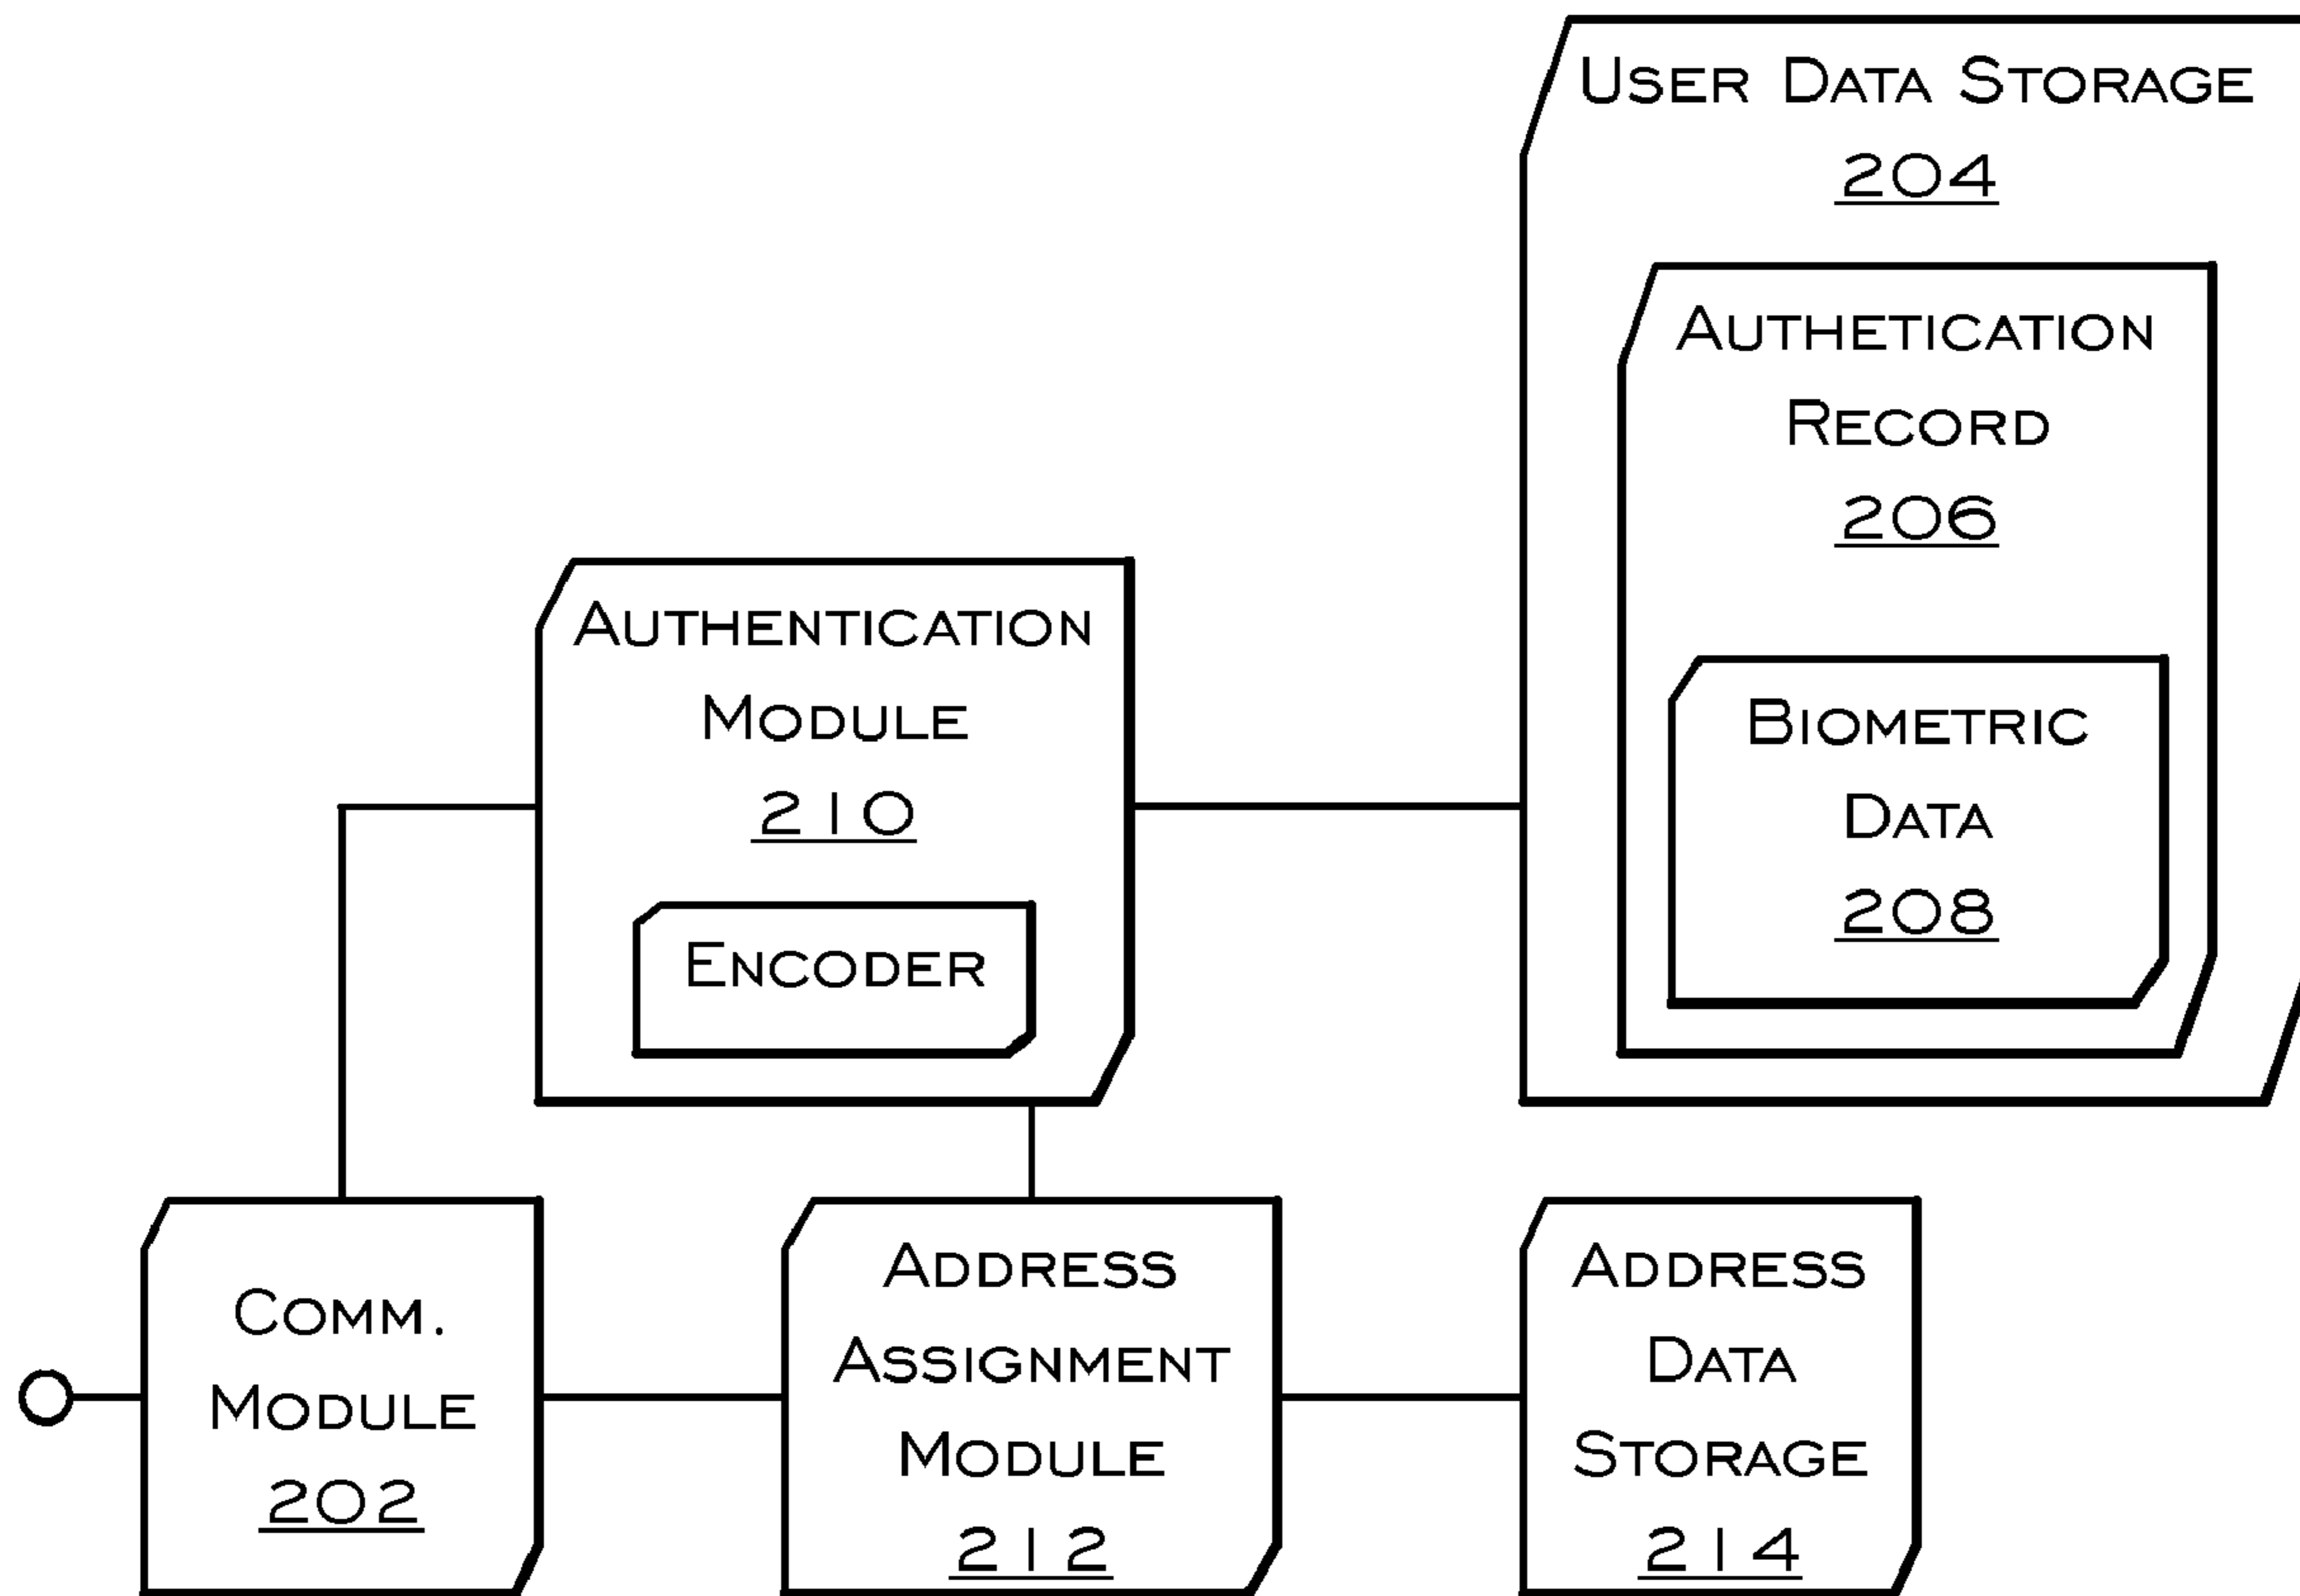 USER DATA STORAGE
204
AUTHETICATION
RECORD
206
BIOMETRIC
DATA
208
AUTHENTICATION
MODULE
210
ENCODER
COMM.
MODULE
202
ADDRESS
ASSIGNMENT
MODULE
212
ADDRESS
DATA
STORAGE
214